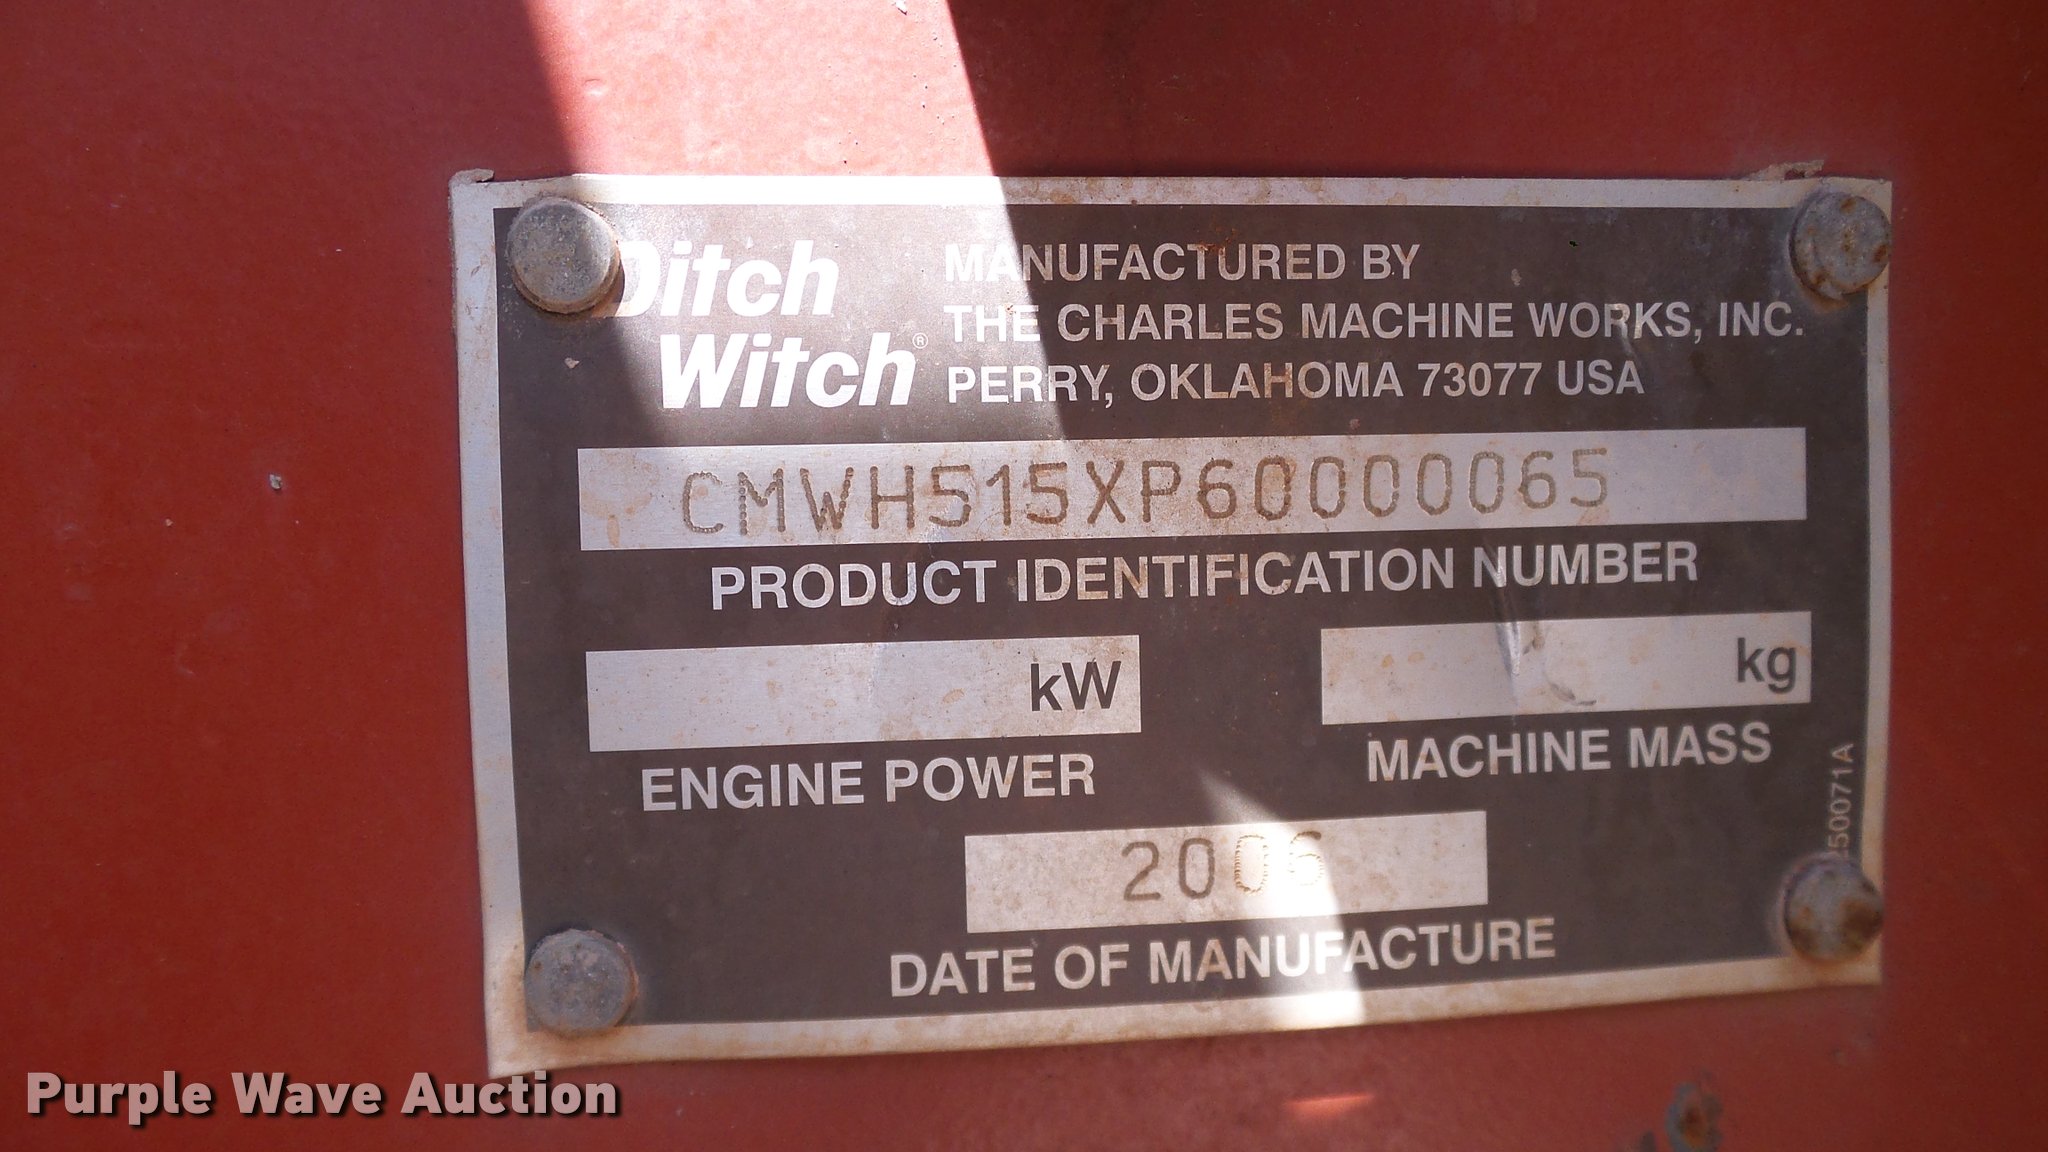 Ditch
Witch®
MANUFACTURED BY
THE CHARLES MACHINE WORKS, INC.
PERRY, OKLAHOMA 73077 USA
CMWH515XP60000065
PRODUCT IDENTIFICATION NUMBER
kW
ENGINE POWER
kg
MACHINE MASS
2006
DATE OF MANUFACTURE
Purple Wave Auction